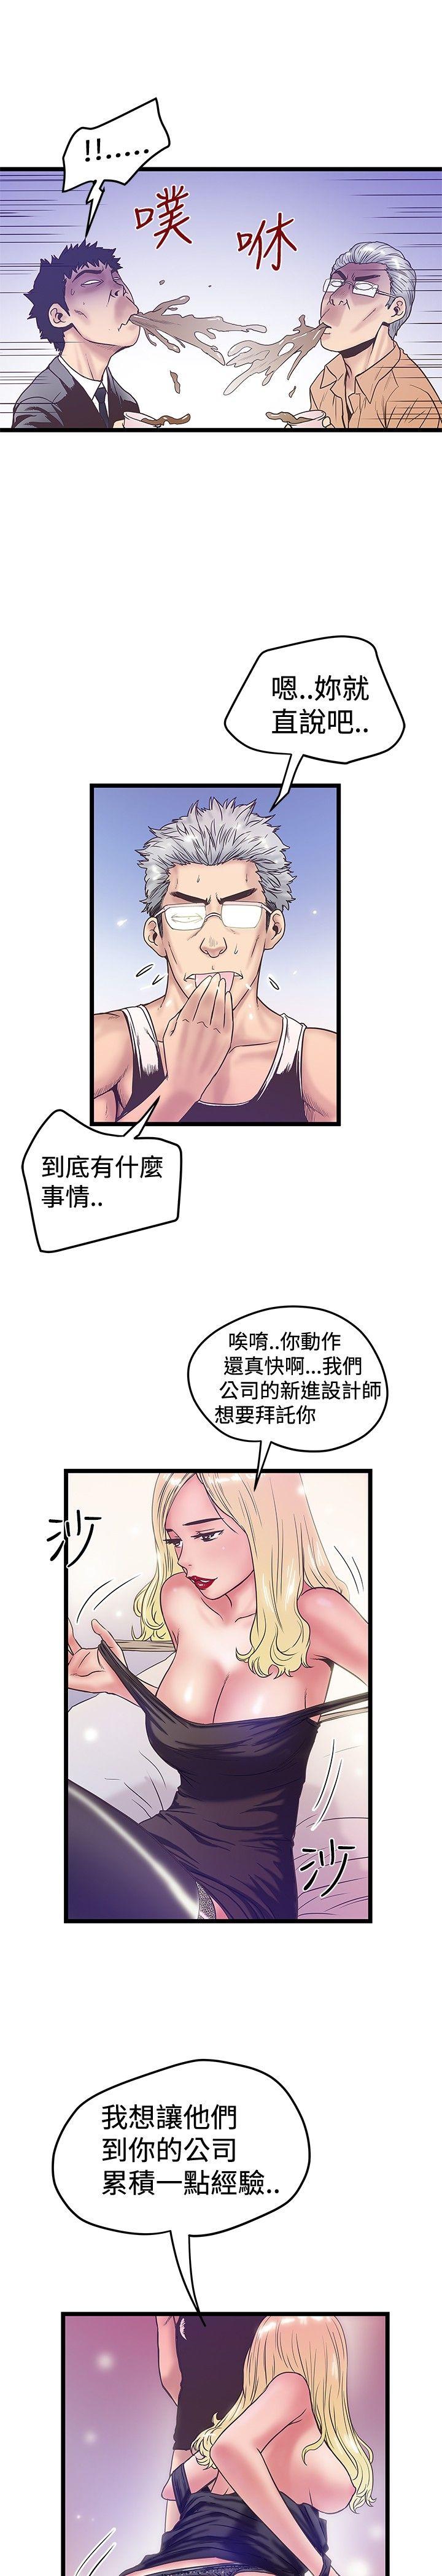 !!.....
噗
咻
嗯..妳就
直說吧..
到底有什麼
事情..
唉唷..你動作
還真快啊...我們
公司的新進設計師
想要拜託你
沙
沙
我想讓他們
到你的公司
累積一點經驗..